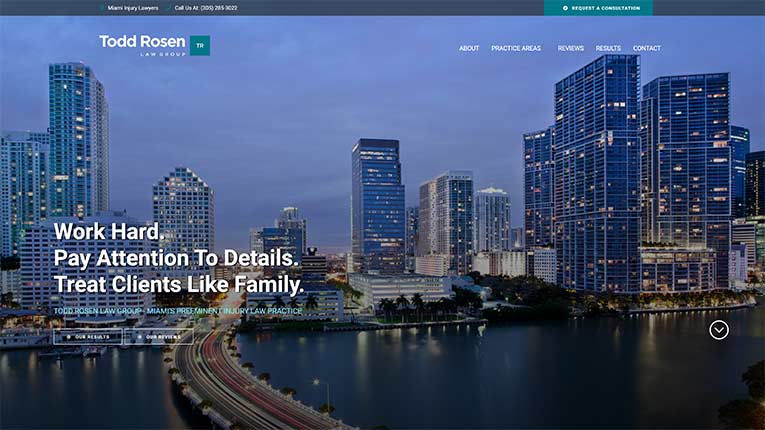 Miami Injury Lawyers
Call Us At: (305) 285-9022
REQUEST A CONSULTATION
Todd Rosen
LAW GROUP
TR
ABOUT
PRACTICE AREAS
REVIEWS
RESULTS
CONTACT
Work Hard.
Pay Attention To Details.
Treat Clients Like Family.
TODD ROSEN LAW GROUP - MIAMI'S PREEMINENT INJURY LAW PRACTICE
OUR RESULTS
OUR REVIEWS